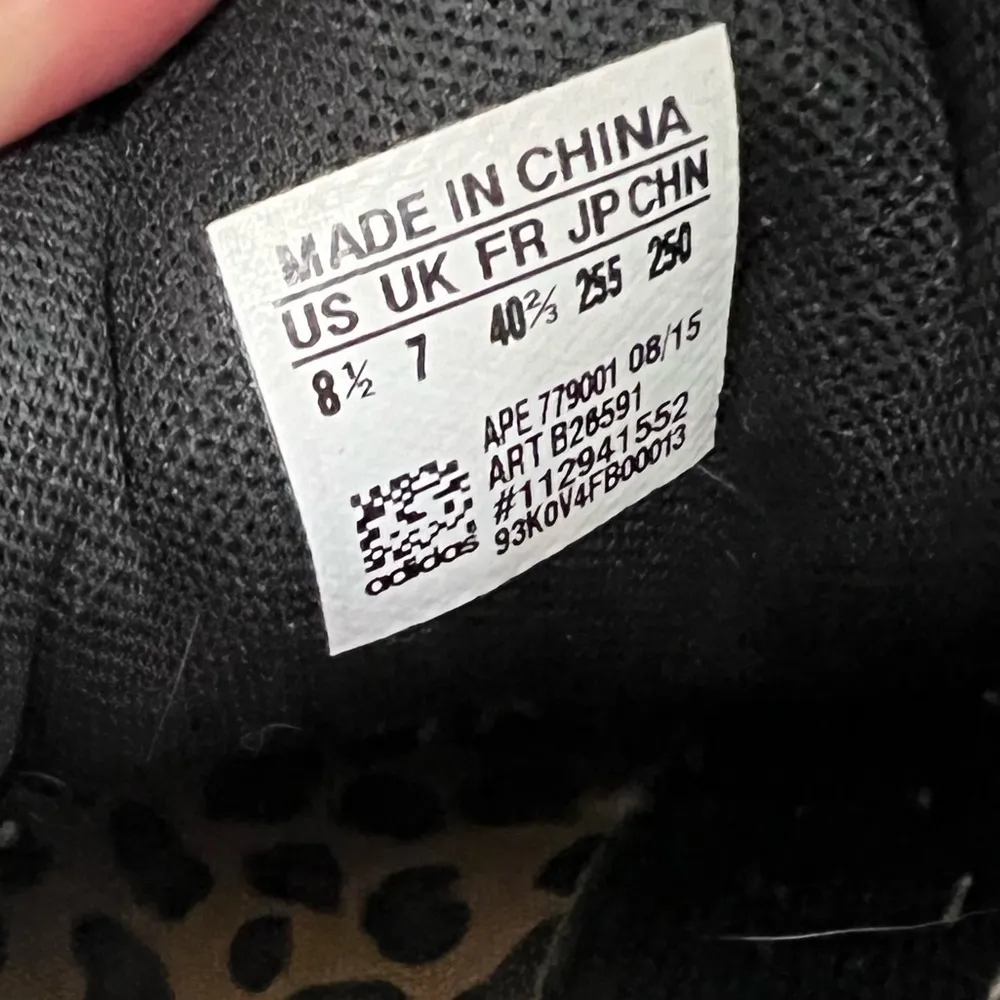 MADE IN CHINA
US UK FR JP CHN
8½ 7 40⅔ 255 250
APE 779001 08/15
ART B26591
#112941552
93K0V4FB00013
adidas